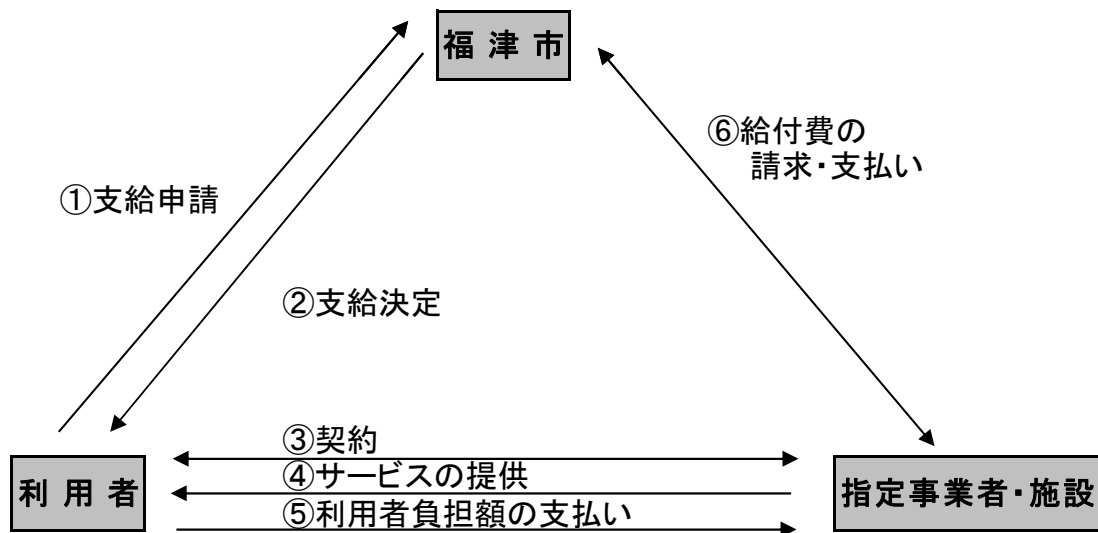 福津市
⑥給付費の
請求・支払い
①支給申請
②支給決定
③契約
④サービスの提供
⑤利用者負担額の支払い
利用者
指定事業者・施設